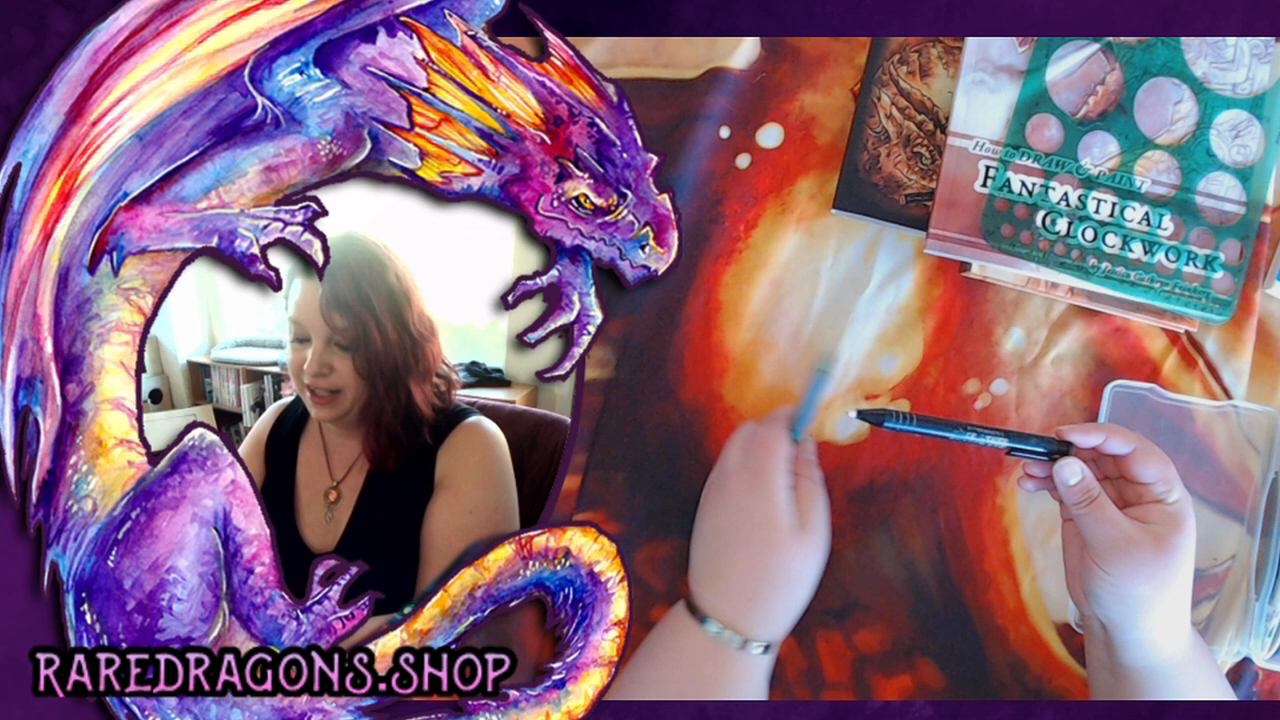 How to DRAW & PAINT
FANTASTICAL
CLOCKWORK
RAREDRAGONS.SHOP